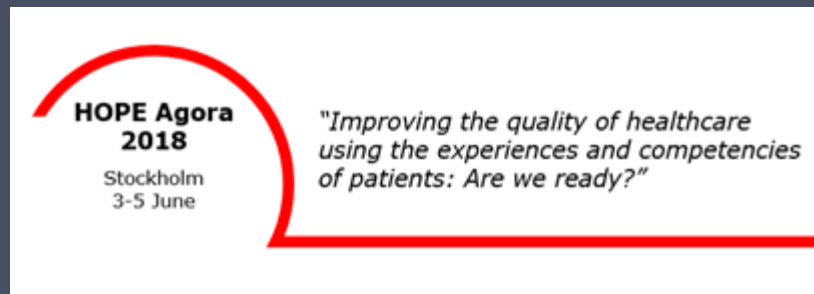 HOPE Agora
2018
Stockholm
3-5 June
"Improving the quality of healthcare
using the experiences and competencies
of patients: Are we ready?"